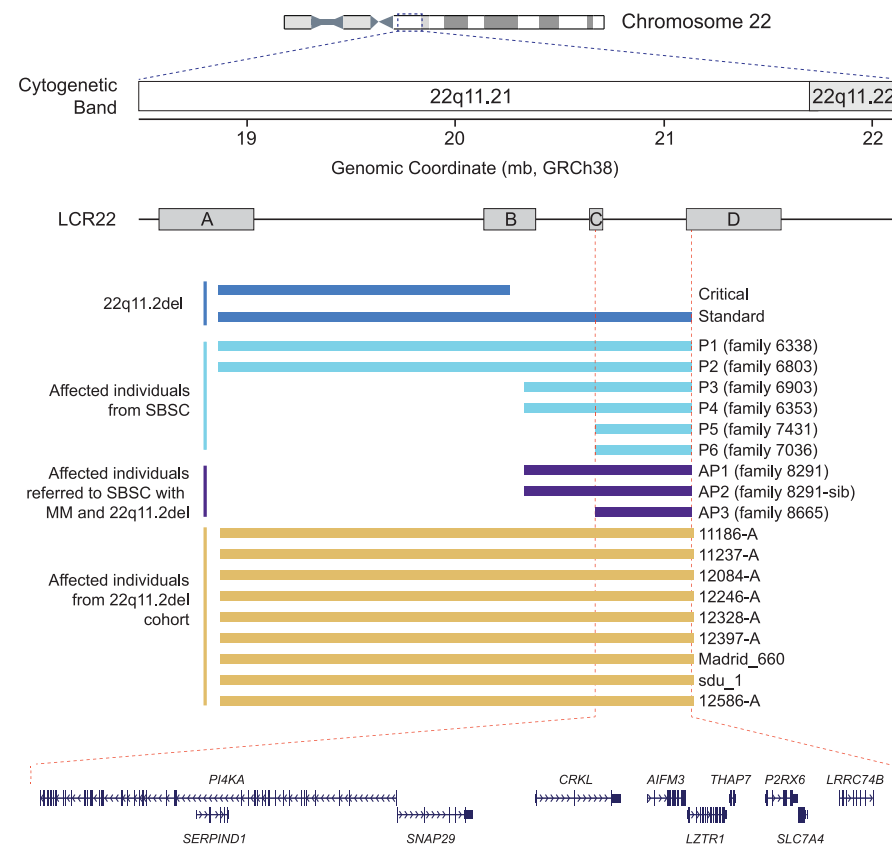 Chromosome 22
Cytogenetic
Band
22q11.21
22q11.22
19
20
21
22
Genomic Coordinate (mb, GRCh38)
LCR22
A
B
C
D
22q11.2del
Critical
Standard
Affected individuals
from SBSC
P1 (family 6338)
P2 (family 6803)
P3 (family 6903)
P4 (family 6353)
P5 (family 7431)
P6 (family 7036)
Affected individuals
referred to SBSC with
MM and 22q11.2del
AP1 (family 8291)
AP2 (family 8291-sib)
AP3 (family 8665)
Affected individuals
from 22q11.2del
cohort
11186-A
11237-A
12084-A
12246-A
12328-A
12397-A
Madrid_660
sdu_1
12586-A
PI4KA
CRKL
AIFM3
THAP7
P2RX6
LRRC74B
SERPIND1
SNAP29
LZTR1
SLC7A4